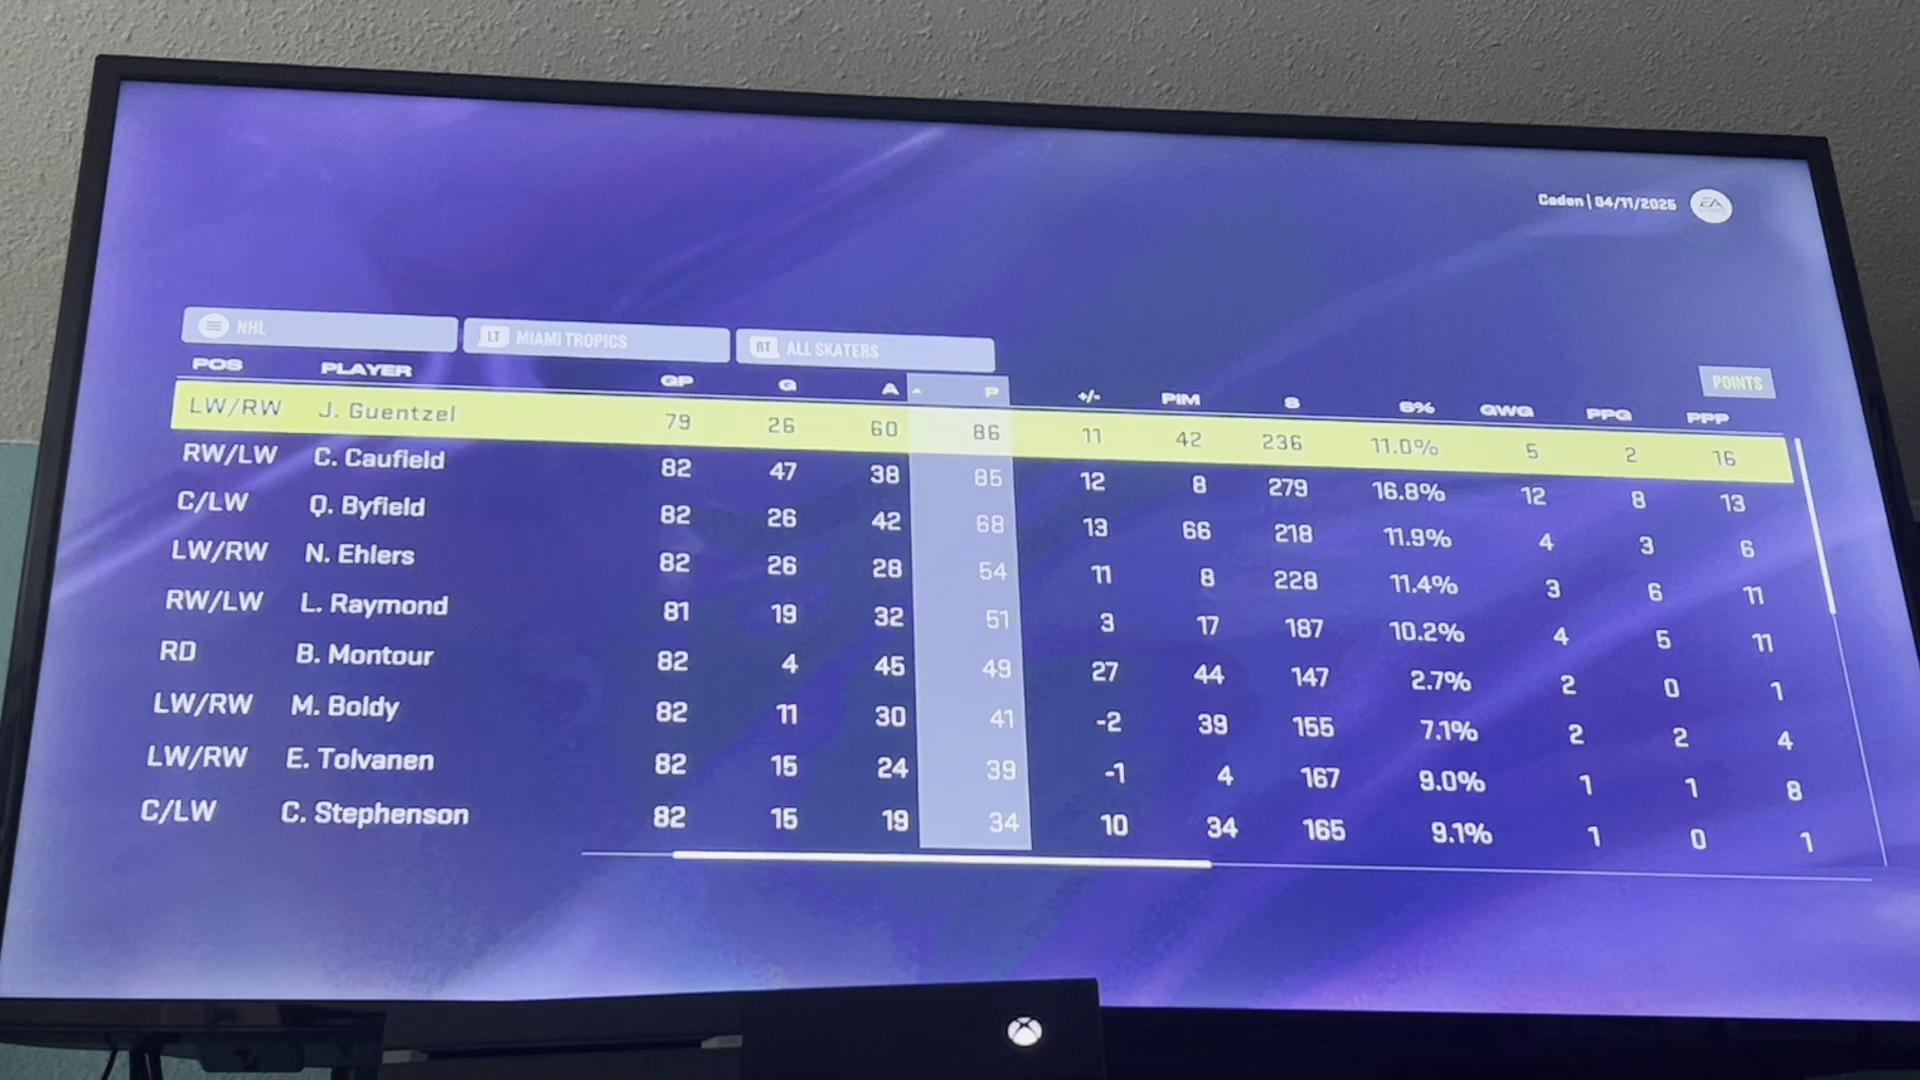 Caden | 04/11/2025 EA
NHL LT MIAMI TROPICS RT ALL SKATERS
POINTS
POS PLAYER GP G A P +/- PIM S S% GWG PPG PPP
LW/RW J. Guentzel 79 26 60 86 11 42 236 11.0% 5 2 16
RW/LW C. Caufield 82 47 38 85 12 8 279 16.8% 12 8 13
C/LW Q. Byfield 82 26 42 68 13 66 218 11.9% 4 3 6
LW/RW N. Ehlers 82 26 28 54 11 8 228 11.4% 3 6 11
RW/LW L. Raymond 81 19 32 51 3 17 187 10.2% 4 5 11
RD B. Montour 82 4 45 49 27 44 147 2.7% 2 0 1
LW/RW M. Boldy 82 11 30 41 -2 39 155 7.1% 2 2 4
LW/RW E. Tolvanen 82 15 24 39 -1 4 167 9.0% 1 1 8
C/LW C. Stephenson 82 15 19 34 10 34 165 9.1% 1 0 1